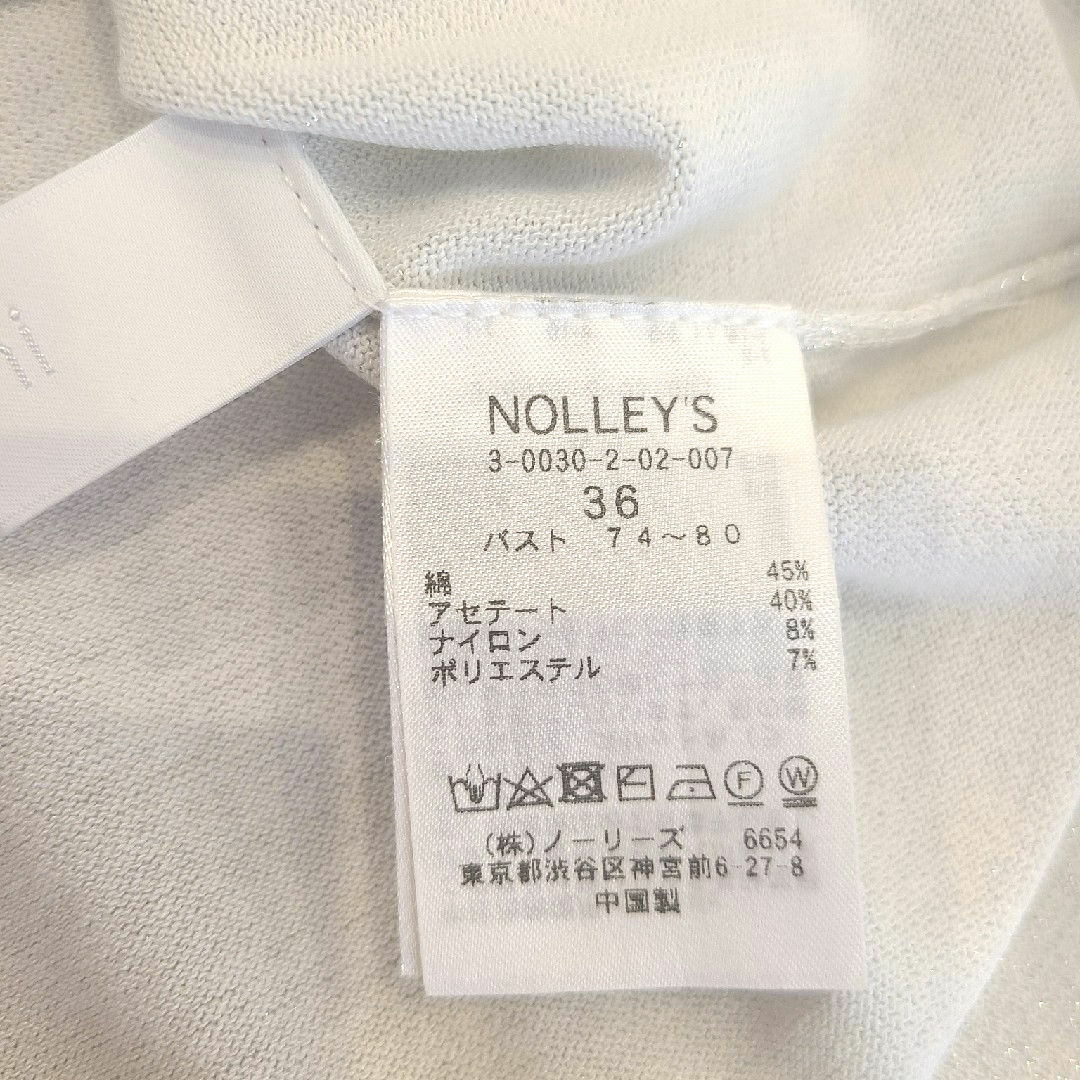 NOLLEY'S
3-0030-2-02-007
36
バスト 74～80
綿 45%
アセテート 40%
ナイロン 8%
ポリエステル 7%
F W
(株)ノーリーズ 6654
東京都渋谷区神宮前6-27-8
中国製